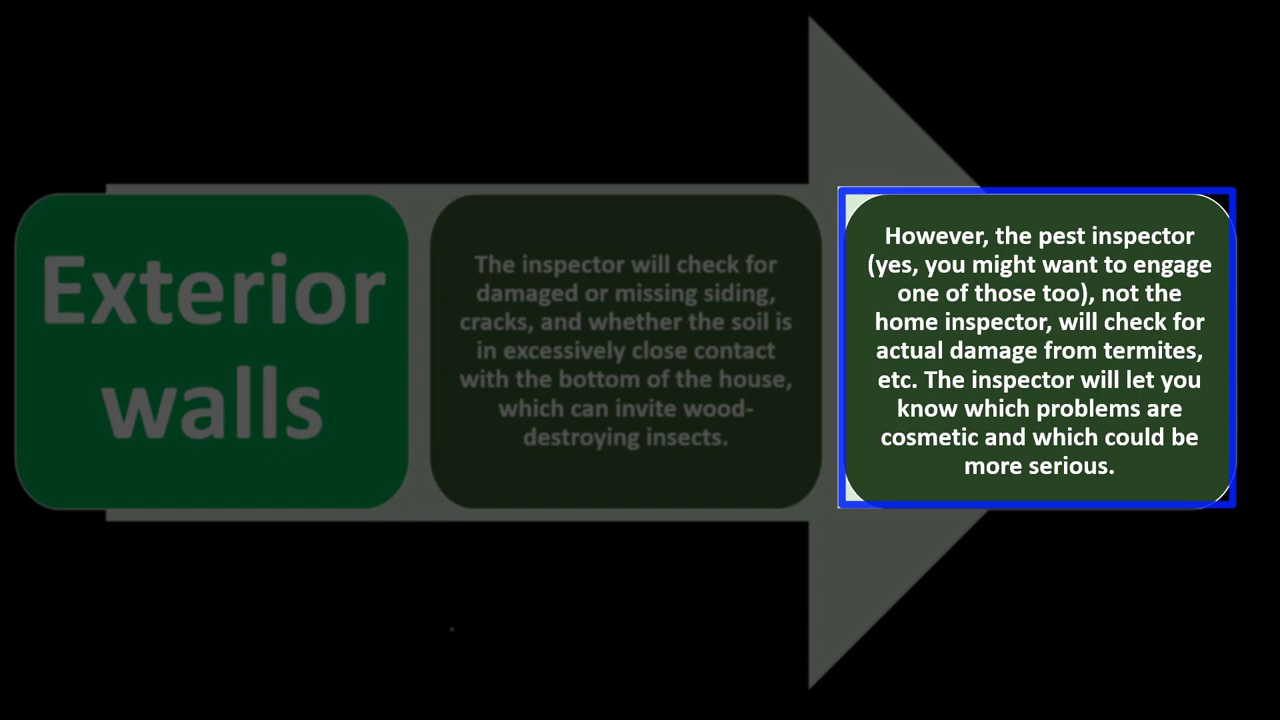 Exterior
walls
The inspector will check for
damaged or missing siding,
cracks, and whether the soil is
in excessively close contact
with the bottom of the house,
which can invite wood-
destroying insects.
However, the pest inspector
(yes, you might want to engage
one of those too), not the
home inspector, will check for
actual damage from termites,
etc. The inspector will let you
know which problems are
cosmetic and which could be
more serious.